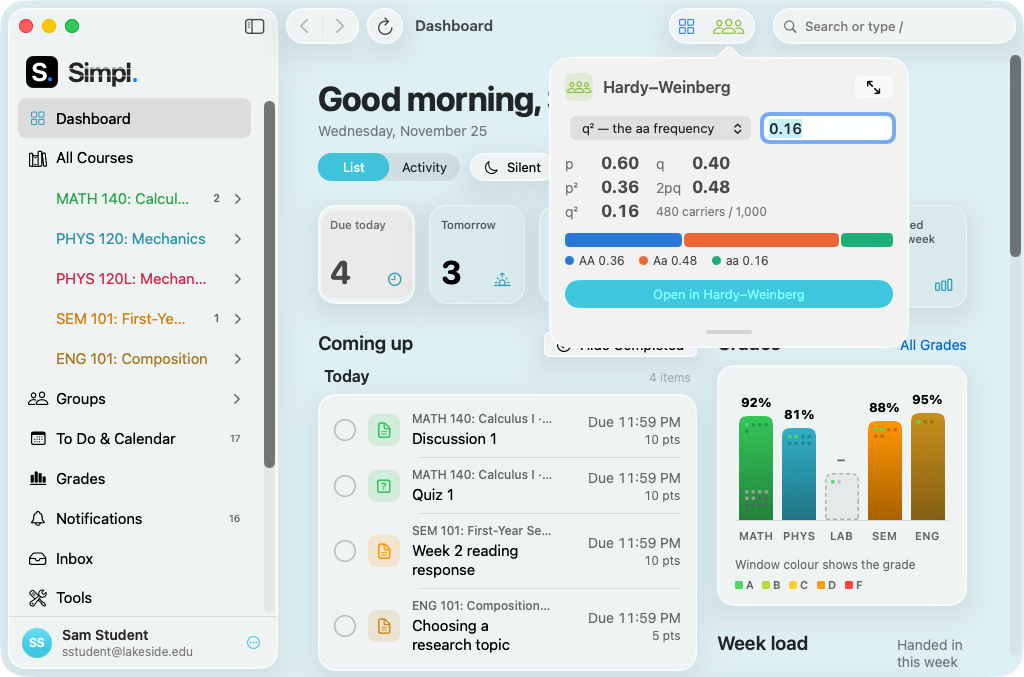 Dashboard
Search or type /
S.
Simpl.
Dashboard
All Courses
MATH 140: Calcul... 2
PHYS 120: Mechanics
PHYS 120L: Mechan...
SEM 101: First-Ye... 1
ENG 101: Composition
Groups
To Do & Calendar 17
Grades
Notifications 16
Inbox
Tools
SS
Sam Student
sstudent@lakeside.edu
Good morning,
Wednesday, November 25
List
Activity
Silent
Due today
4
Tomorrow
3
week
Hardy–Weinberg
q² — the aa frequency
0.16
p 0.60 q 0.40
p² 0.36 2pq 0.48
q² 0.16 480 carriers / 1,000
AA 0.36 Aa 0.48 aa 0.16
Open in Hardy–Weinberg
Coming up
Hide Completed
Today
4 items
MATH 140: Calculus I ·...
Discussion 1
Due 11:59 PM
10 pts
MATH 140: Calculus I ·...
Quiz 1
Due 11:59 PM
10 pts
SEM 101: First-Year Se...
Week 2 reading
response
Due 11:59 PM
10 pts
ENG 101: Composition...
Choosing a
research topic
Due 11:59 PM
5 pts
Grades
All Grades
92% 81% – 88% 95%
MATH PHYS LAB SEM ENG
Window colour shows the grade
A B C D F
Week load
Handed in
this week